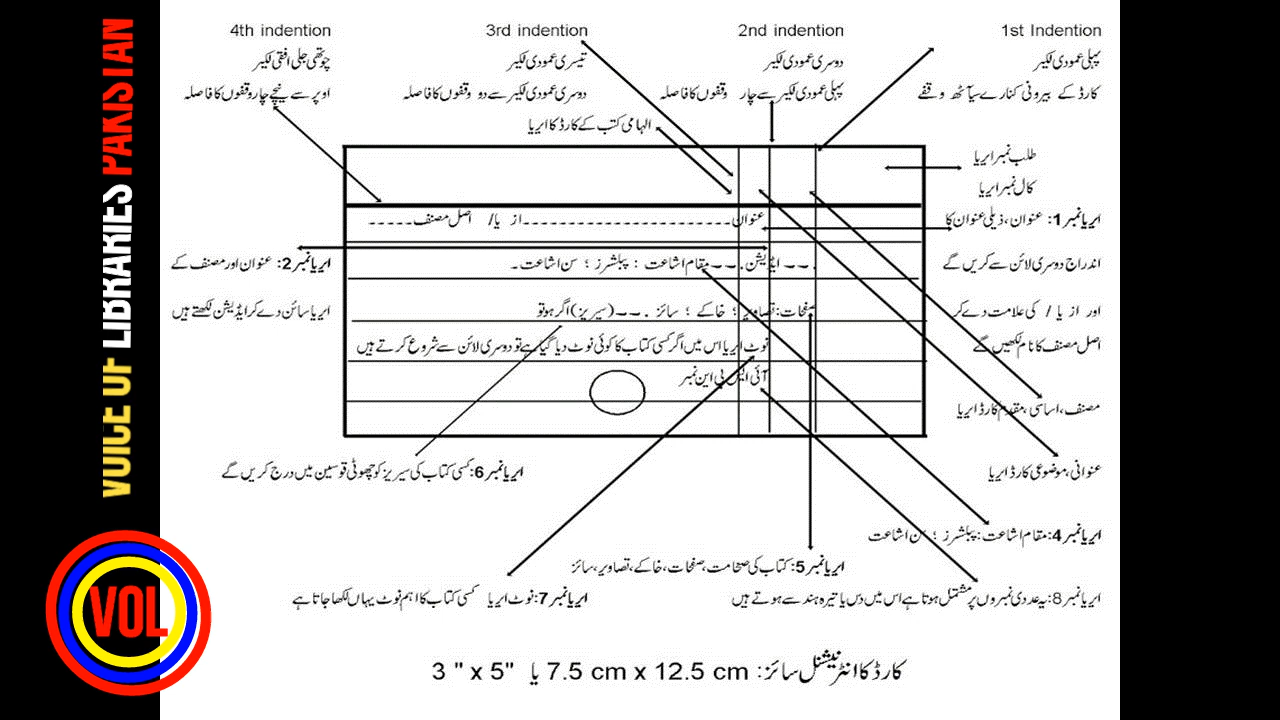 VOICE OF LIBRARIES PAKISTAN
VOL
1st Indention
پہلی عمودی لکیر
کارڈ کے بیرونی کنارے سے آٹھ وقفے
2nd indention
دوسری عمودی لکیر
پہلی عمودی لکیر سے چار وقفوں کا فاصلہ
3rd indention
تیسری عمودی لکیر
دوسری عمودی لکیر سے دو وقفوں کا فاصلہ
4th indention
چوتھی جلی افقی لکیر
اوپر سے نیچے چار وقفوں کا فاصلہ
الہامی کتب کے کارڈ کا ایریا
طلب نمبر ایریا
کال نمبر ایریا
ایریا نمبر 1: عنوان، ذیلی عنوان کا
عنوان-----------------------از یا/ اصل مصنف-----
اندراج دوسری لائن سے کریں گے
. -- ایڈیشن . -- مقام اشاعت : پبلشرز ؛ سن اشاعت۔
ایریا نمبر 2: عنوان اور مصنف کے
اور از یا / کی علامت دے کر
صفحات: تصاویر ؛ خاکے ؛ سائز . -- (سیریز) اگر ہو تو
ایریا سائن دے کر ایڈیشن لکھتے ہیں
اصل مصنف کا نام لکھیں گے
نوٹ ایریا اس میں اگر کسی کتاب کا کوئی نوٹ دیا گیا ہے تو دوسری لائن سے شروع کرتے ہیں
آئی ایس بی این نمبر
مصنف، اساسی، مقدم کارڈ ایریا
عنوانی، موضوعی کارڈ ایریا
ایریا نمبر 6: کسی کتاب کی سیریز کو چھوٹی قوسین میں درج کریں گے
ایریا نمبر 4: مقام اشاعت: پبلشرز ؛ سن اشاعت
ایریا نمبر 5: کتاب کی ضخامت، صفحات، خاکے، تصاویر، سائز
ایریا نمبر 8: یہ عددی نمبروں پر مشتمل ہوتا ہے اس میں دس یا تیرہ ہندسے ہوتے ہیں
ایریا نمبر 7: نوٹ ایریا کسی کتاب کا اہم نوٹ یہاں لکھا جاتا ہے
کارڈ کا انٹرنیشنل سائز: 7.5 cm x 12.5 cm یا 3 " x 5"